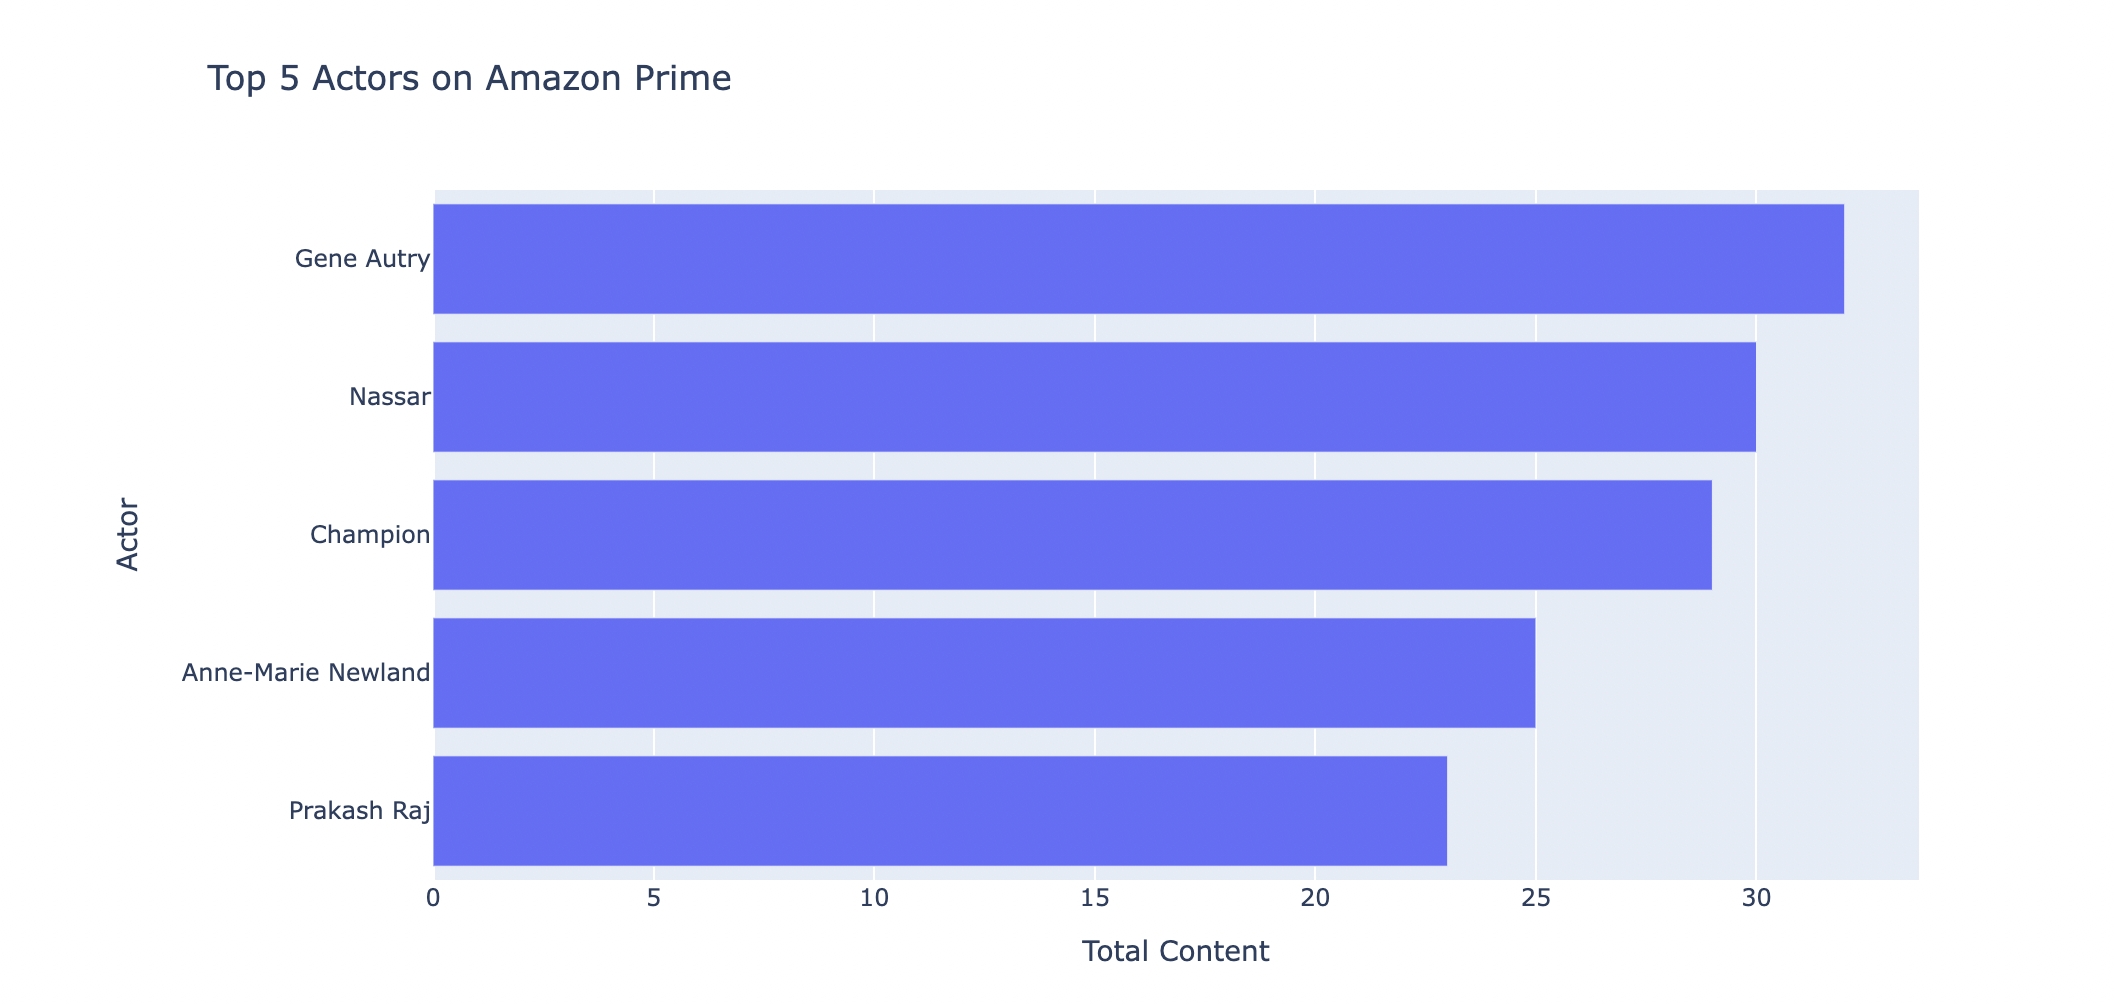 Top 5 Actors on Amazon Prime
Gene Autry
Nassar
Champion
Anne-Marie Newland
Prakash Raj
Actor
0 5 10 15 20 25 30
Total Content